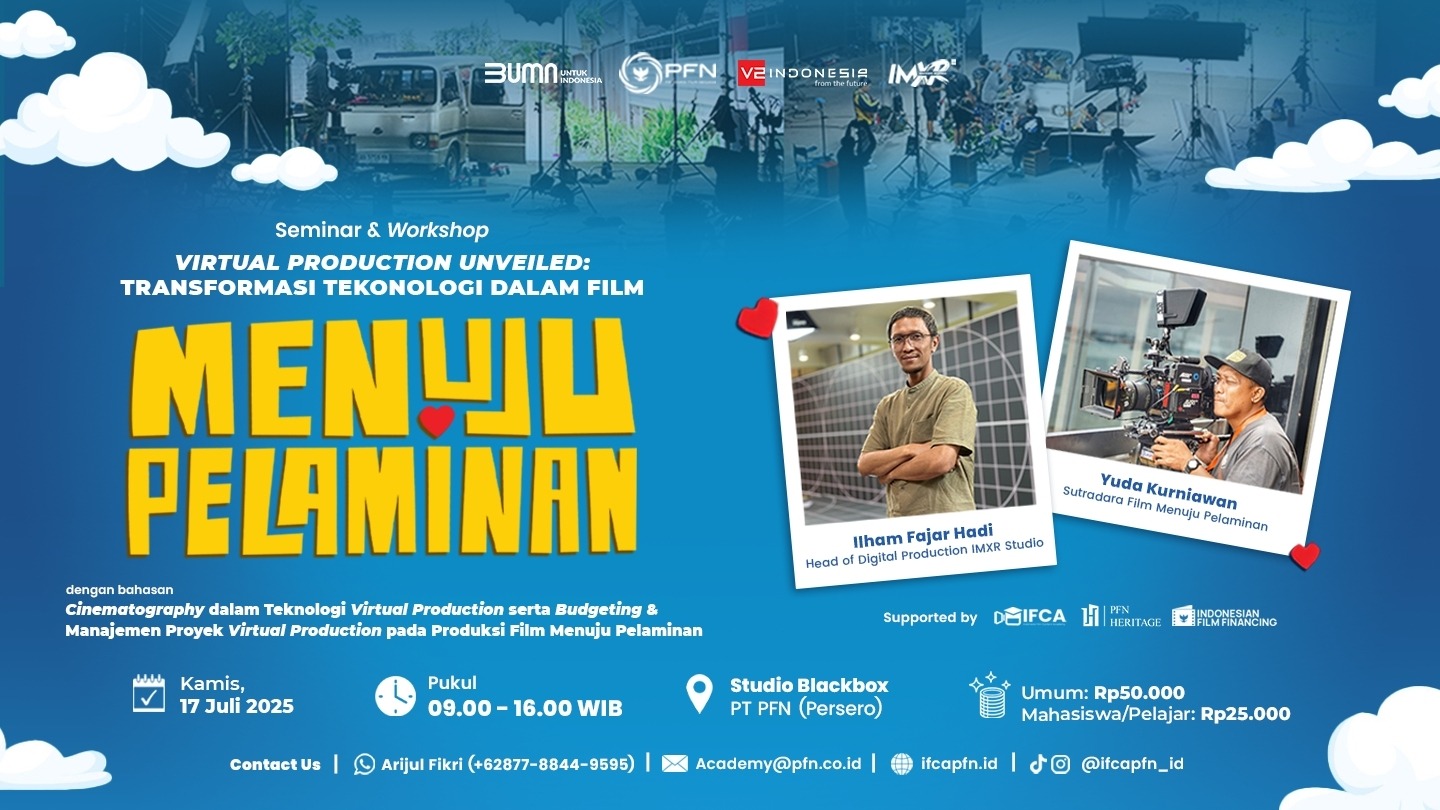 BUMN UNTUK INDONESIA
PFN
V2 INDONESIA
from the future.
IMXR
Seminar & Workshop
VIRTUAL PRODUCTION UNVEILED:
TRANSFORMASI TEKONOLOGI DALAM FILM
MENUJU
PELAMINAN
dengan bahasan
Cinematography dalam Teknologi Virtual Production serta Budgeting &
Manajemen Proyek Virtual Production pada Produksi Film Menuju Pelaminan
Ilham Fajar Hadi
Head of Digital Production IMXR Studio
Yuda Kurniawan
Sutradara Film Menuju Pelaminan
Supported by
IFCA
PFN
HERITAGE
INDONESIAN
FILM FINANCING
Kamis,
17 Juli 2025
Pukul
09.00 - 16.00 WIB
Studio Blackbox
PT PFN (Persero)
Umum: Rp50.000
Mahasiswa/Pelajar: Rp25.000
Contact Us | Arijul Fikri (+62877-8844-9595) | Academy@pfn.co.id | ifcapfn.id | @ifcapfn_id